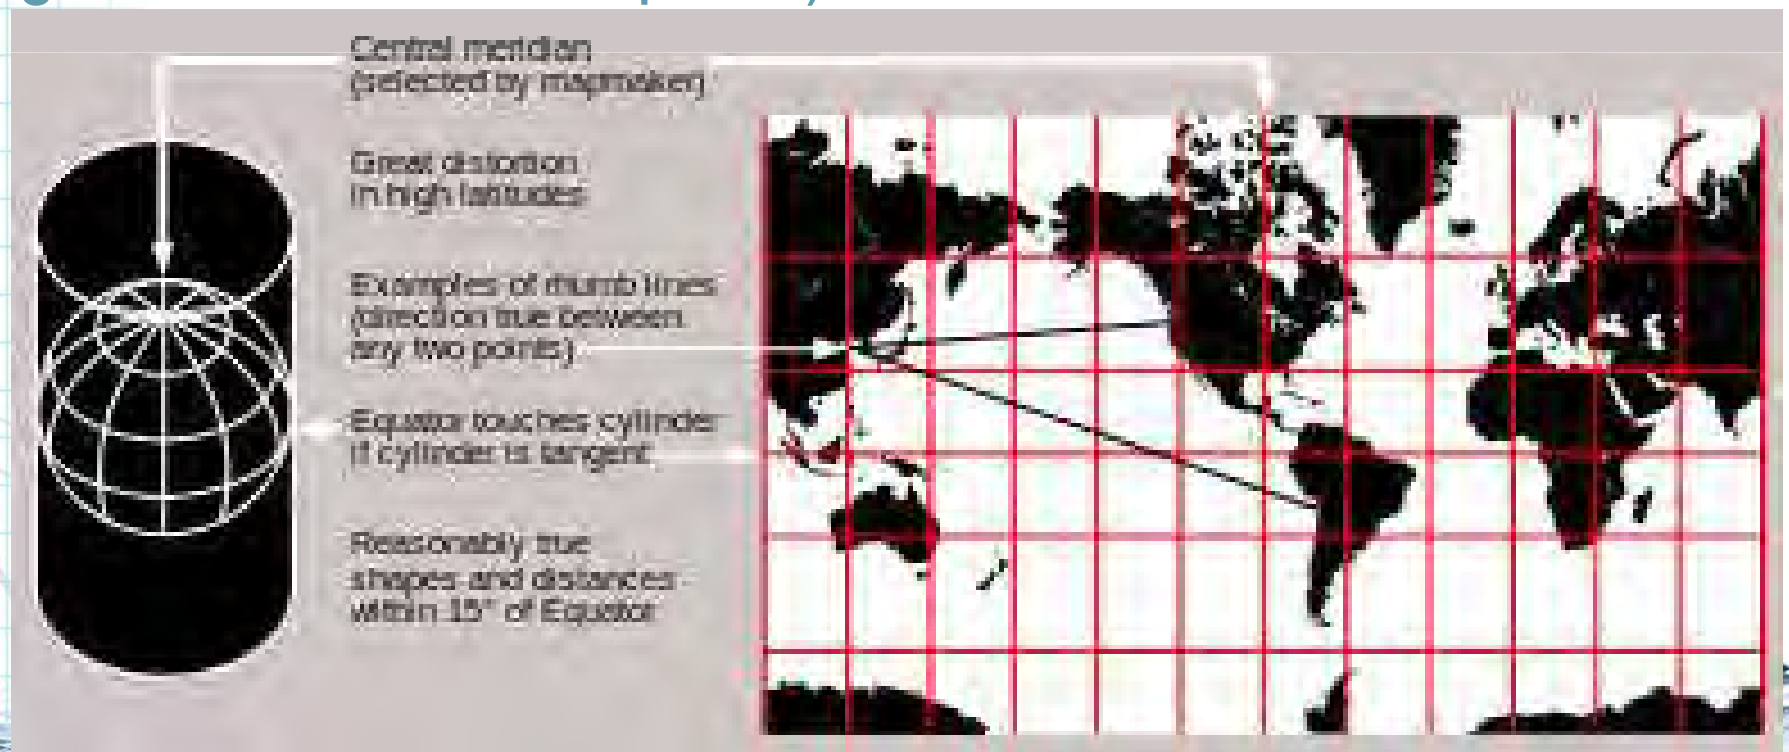 Central meridian
(selected by mapmaker)
Great distortion
in high latitudes
Examples of rhumb lines
(direction true between
any two points)
Equator touches cylinder
if cylinder is tangent
Reasonably true
shapes and distances
within 15° of Equator